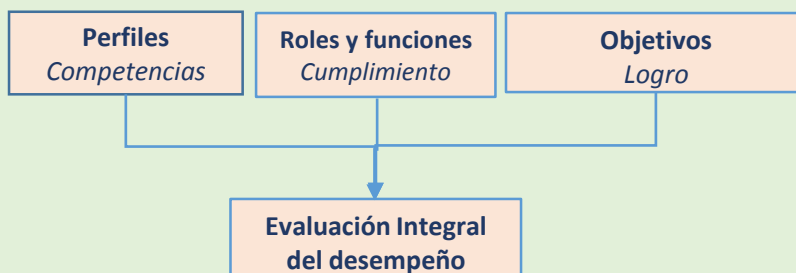 Perfiles
Competencias
Roles y funciones
Cumplimiento
Objetivos
Logro
Evaluación Integral
del desempeño